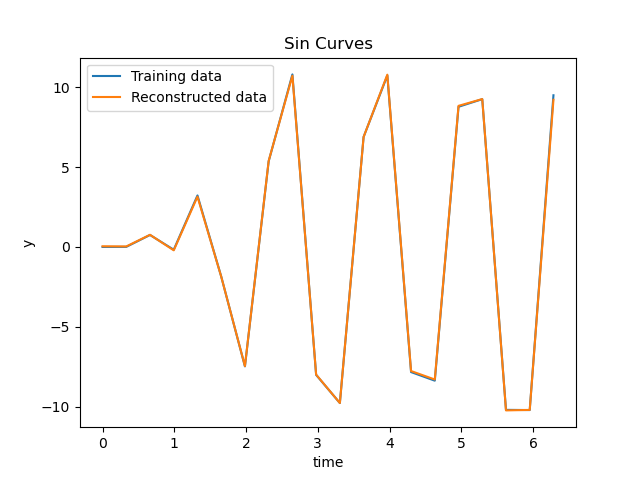 Sin Curves
Training data
Reconstructed data
10
5
0
−5
−10
y
0 1 2 3 4 5 6
time